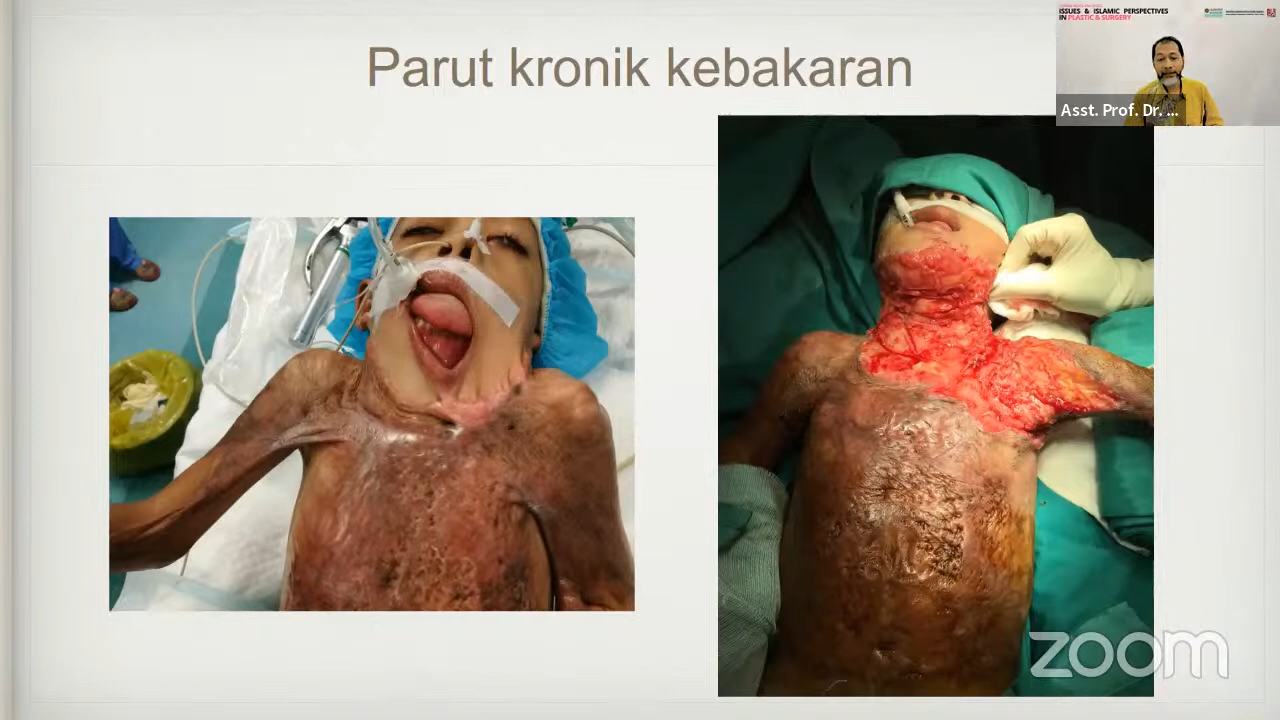 ISSUES & ISLAMIC PERSPECTIVES
IN PLASTIC & SURGERY
Parut kronik kebakaran
Asst. Prof. Dr. ...
zoom